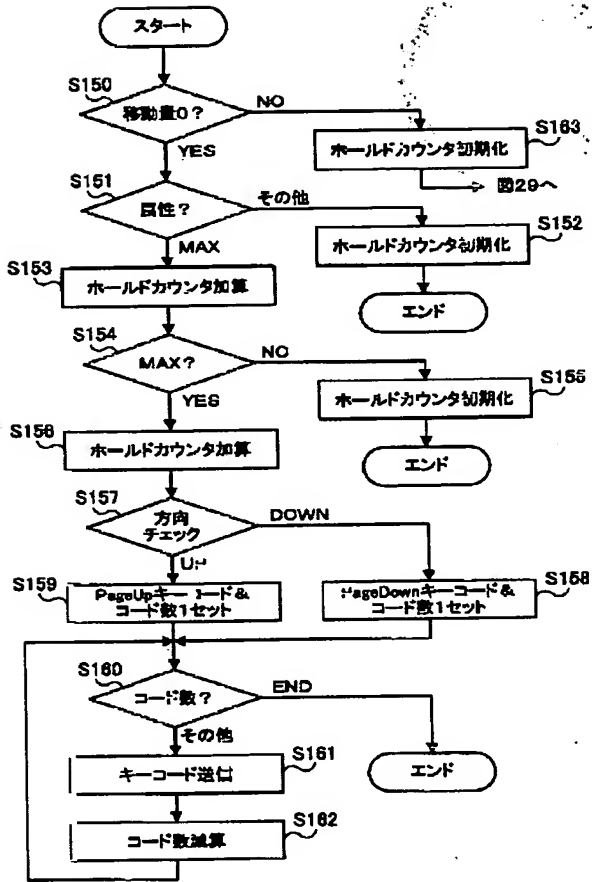 スタート
S150
移動量0?
NO
YES
S163
ホールドカウンタ初期化
図29へ
S151
属性?
その他
MAX
S152
ホールドカウンタ初期化
エンド
S153
ホールドカウンタ加算
S154
MAX?
NO
YES
S155
ホールドカウンタ初期化
エンド
S156
ホールドカウンタ加算
S157
方向
チェック
DOWN
UP
S159
PageUpキーコード&
コード数1セット
S158
PageDownキーコード&
コード数1セット
S160
コード数?
END
その他
エンド
S161
キーコード送信
S162
コード数減算